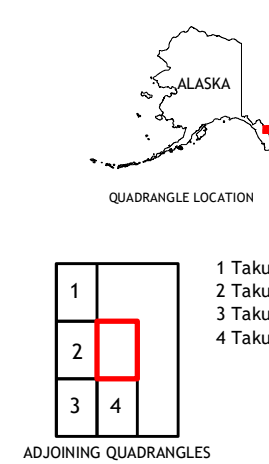 ALASKA
QUADRANGLE LOCATION
1 Taku
2 Taku
3 Taku
4 Taku
1
2
3 4
ADJOINING QUADRANGLES